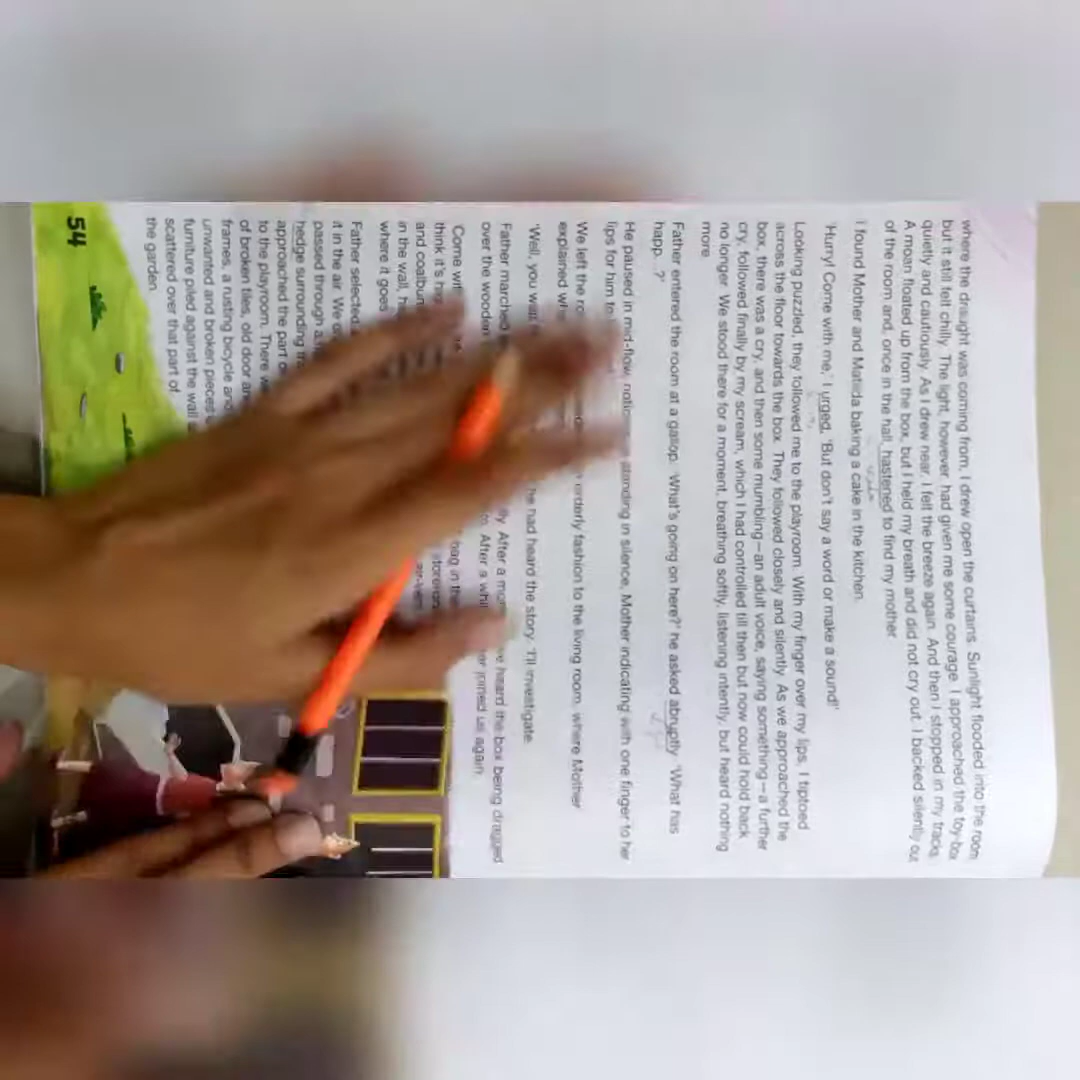 where the draught was coming from, I drew open the curtains. Sunlight flooded into the room
but it still felt chilly. The light, however, had given me some courage. I approached the toy-box
quietly and cautiously. As I drew near, I felt the breeze again. And then I stopped in my tracks.
A moan floated up from the box, but I held my breath and did not cry out. I backed silently out
of the room and, once in the hall, hastened to find my mother.
I found Mother and Matilda baking a cake in the kitchen.
'Hurry! Come with me,' I urged. 'But don't say a word or make a sound!'
Looking puzzled, they followed me to the playroom. With my finger over my lips, I tiptoed
across the floor towards the box. They followed closely and silently. As we approached the
box, there was a cry, and then some mumbling—an adult voice, saying something—a further
cry, followed finally by my scream, which I had controlled till then but now could hold back
no longer. We stood there for a moment, breathing softly, listening intently, but heard nothing
more.
Father entered the room at a gallop. 'What's going on here?' he asked abruptly. 'What has
happ...?'
He paused in mid-flow, standing in silence, Mother indicating with one finger to her
lips for him to
We left the orderly fashion to the living room, where Mother
explained
'Well, you he had heard the story. 'I'll investigate.
Father marched After a heard the box being dragged
over the wooden After a joined us again.
'Come
think it's
and
in the wall,
where it goes
Father selected
it in the air. We
passed through a
hedge surrounding
approached the part
to the playroom. There
of broken tiles, old door
frames, a rusting bicycle and
unwanted and broken pieces
furniture piled against the wall
scattered over that part of
the garden.
54